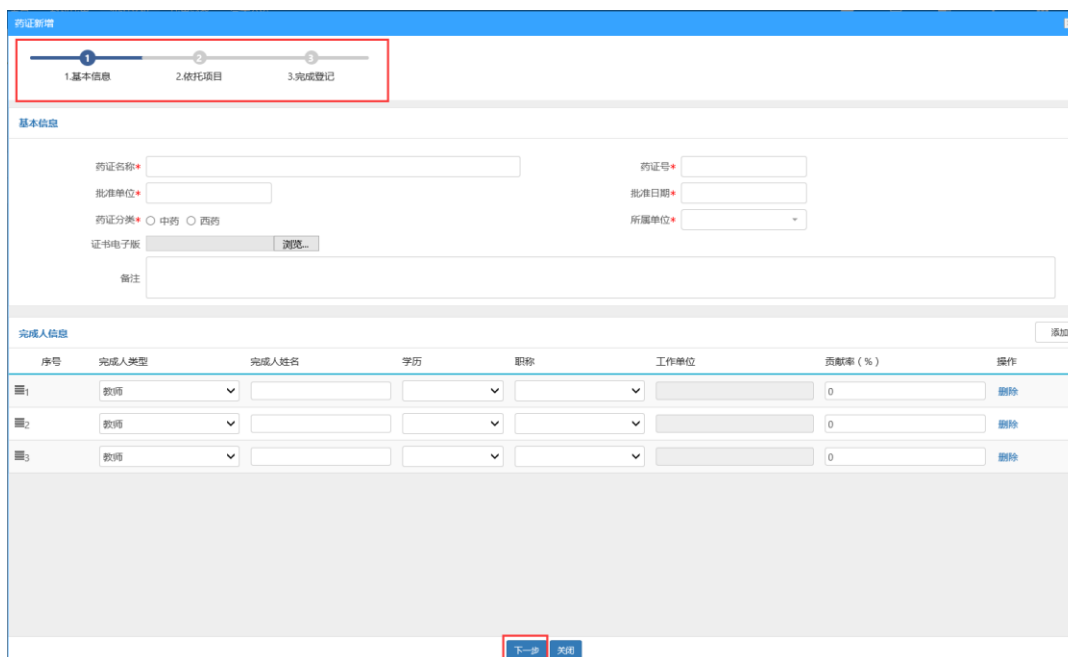 药证新增
1 2 3
1.基本信息 2.依托项目 3.完成登记
基本信息
药证名称* 药证号*
批准单位* 批准日期*
药证分类* 中药 西药 所属单位*
证书电子版 浏览...
备注
完成人信息 添加
序号 完成人类型 完成人姓名 学历 职称 工作单位 贡献率(%) 操作
1 教师 0 删除
2 教师 0 删除
3 教师 0 删除
下一步 关闭